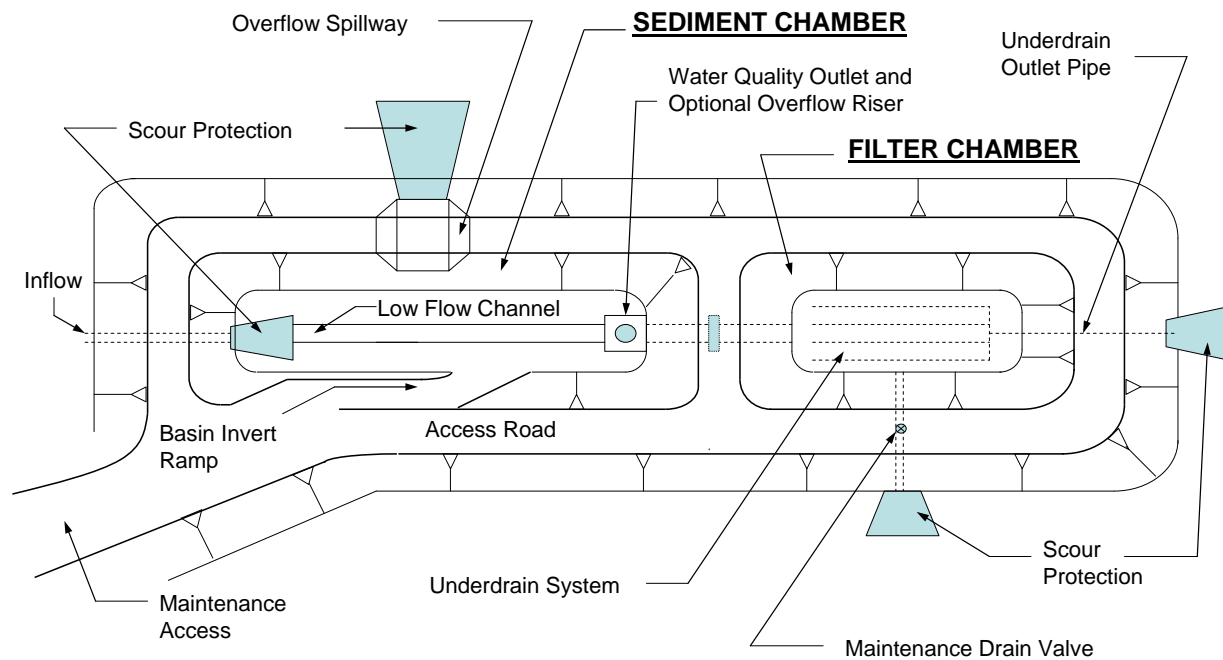 Overflow Spillway
SEDIMENT CHAMBER
Underdrain
Outlet Pipe
Water Quality Outlet and
Optional Overflow Riser
Scour Protection
FILTER CHAMBER
Inflow
Low Flow Channel
Basin Invert
Ramp
Access Road
Underdrain System
Scour
Protection
Maintenance
Access
Maintenance Drain Valve